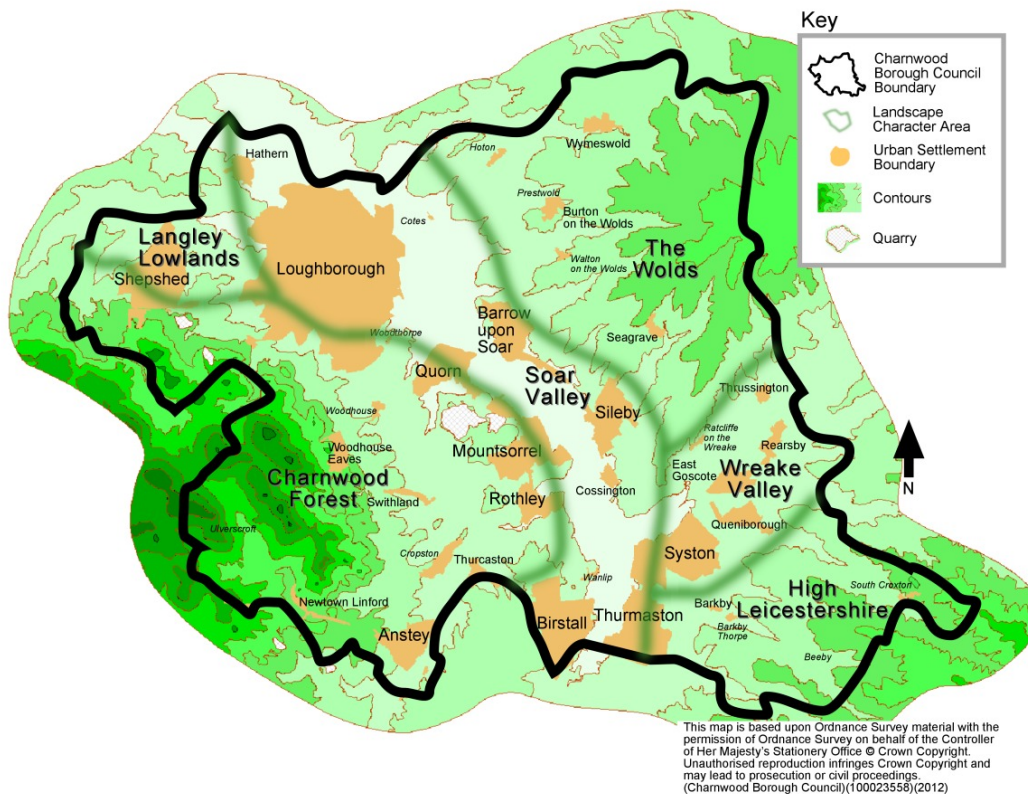 Key
Charnwood
Borough Council
Boundary
Landscape
Character Area
Urban Settlement
Boundary
Contours
Quarry
Hathern
Hoton
Wymeswold
Prestwold
Burton
on the Wolds
Cotes
Langley
Lowlands
Shepshed
Loughborough
The
Wolds
Walton
on the Wolds
Barrow
upon
Soar
Woodthorpe
Seagrave
Quorn
Soar
Valley
Thrussington
Sileby
Woodhouse
Ratcliffe
on the
Wreake
Rearsby
Woodhouse
Eaves
Mountsorrel
Charnwood
Forest
East
Goscote
Wreake
Valley
Swithland
Rothley
Cossington
Queniborough
Ulverscroft
Cropston
Thurcaston
Syston
Wanlip
High
Leicestershire
South Croxton
Newtown Linford
Anstey
Birstall
Thurmaston
Barkby
Barkby
Thorpe
Beeby
N
This map is based upon Ordnance Survey material with the
permission of Ordnance Survey on behalf of the Controller
of Her Majesty's Stationery Office © Crown Copyright.
Unauthorised reproduction infringes Crown Copyright and
may lead to prosecution or civil proceedings.
(Charnwood Borough Council)(100023558)(2012)